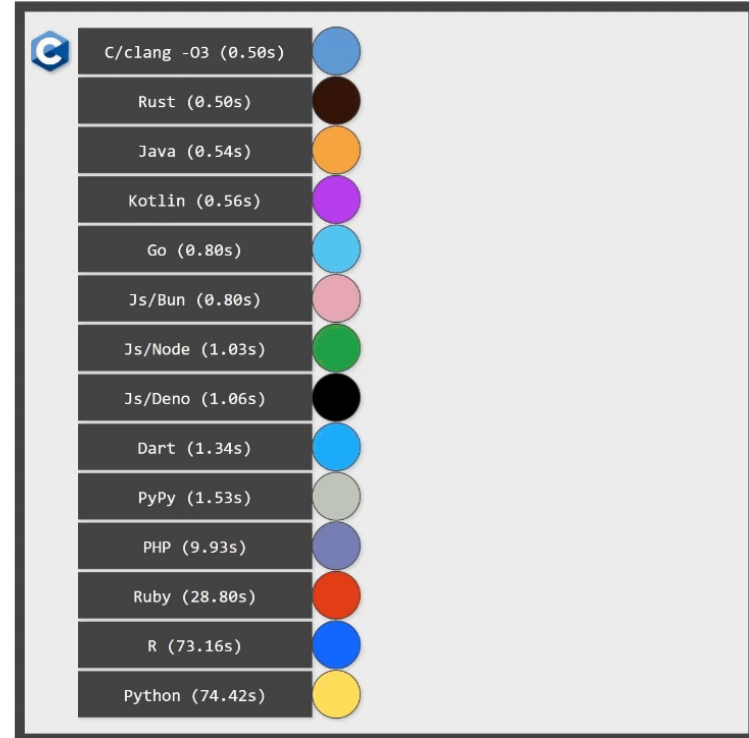 C
C/clang -O3 (0.50s)
Rust (0.50s)
Java (0.54s)
Kotlin (0.56s)
Go (0.80s)
Js/Bun (0.80s)
Js/Node (1.03s)
Js/Deno (1.06s)
Dart (1.34s)
PyPy (1.53s)
PHP (9.93s)
Ruby (28.80s)
R (73.16s)
Python (74.42s)